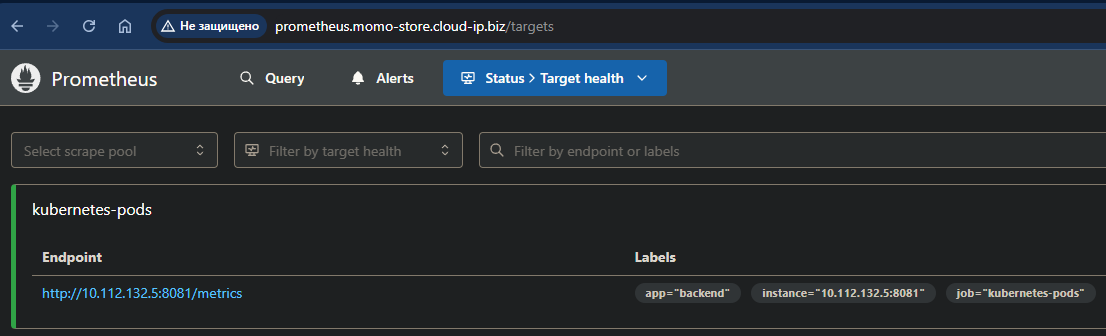 Не защищено prometheus.momo-store.cloud-ip.biz/targets
Prometheus Query Alerts Status > Target health
Select scrape pool Filter by target health Filter by endpoint or labels
kubernetes-pods
Endpoint Labels
http://10.112.132.5:8081/metrics app="backend" instance="10.112.132.5:8081" job="kubernetes-pods"